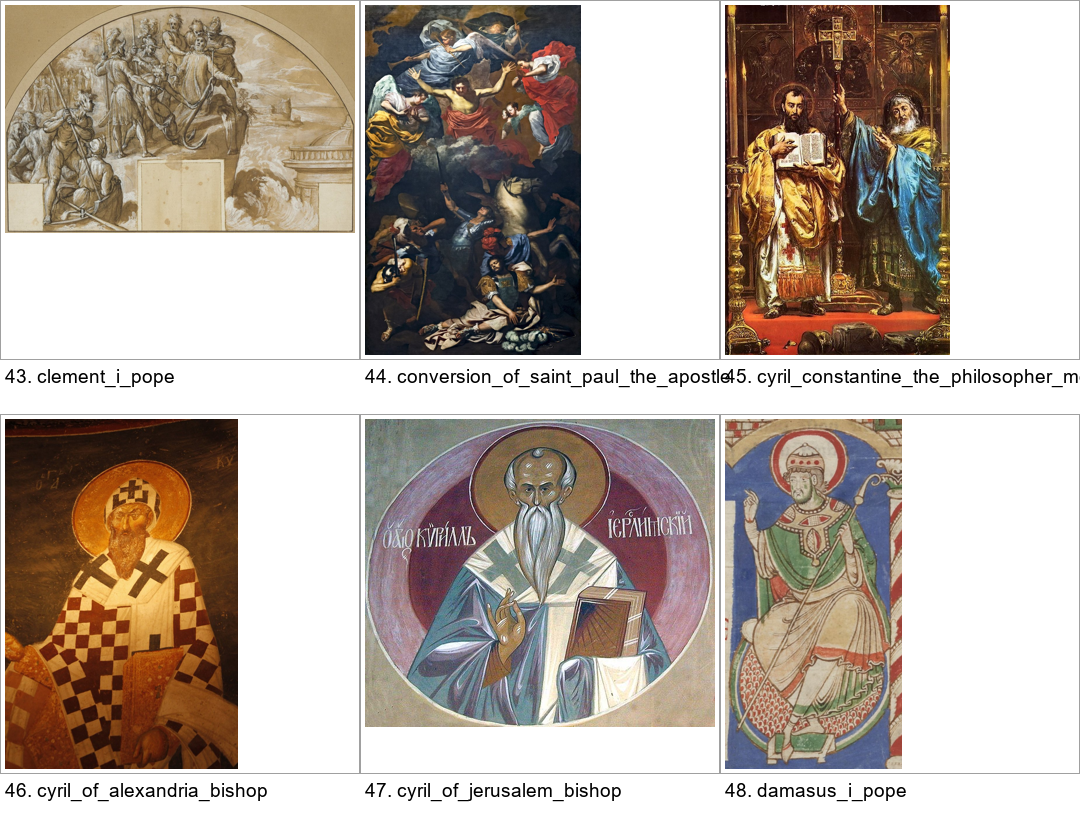 43. clement_i_pope
44. conversion_of_saint_paul_the_apostle
45. cyril_constantine_the_philosopher_m
46. cyril_of_alexandria_bishop
47. cyril_of_jerusalem_bishop
48. damasus_i_pope